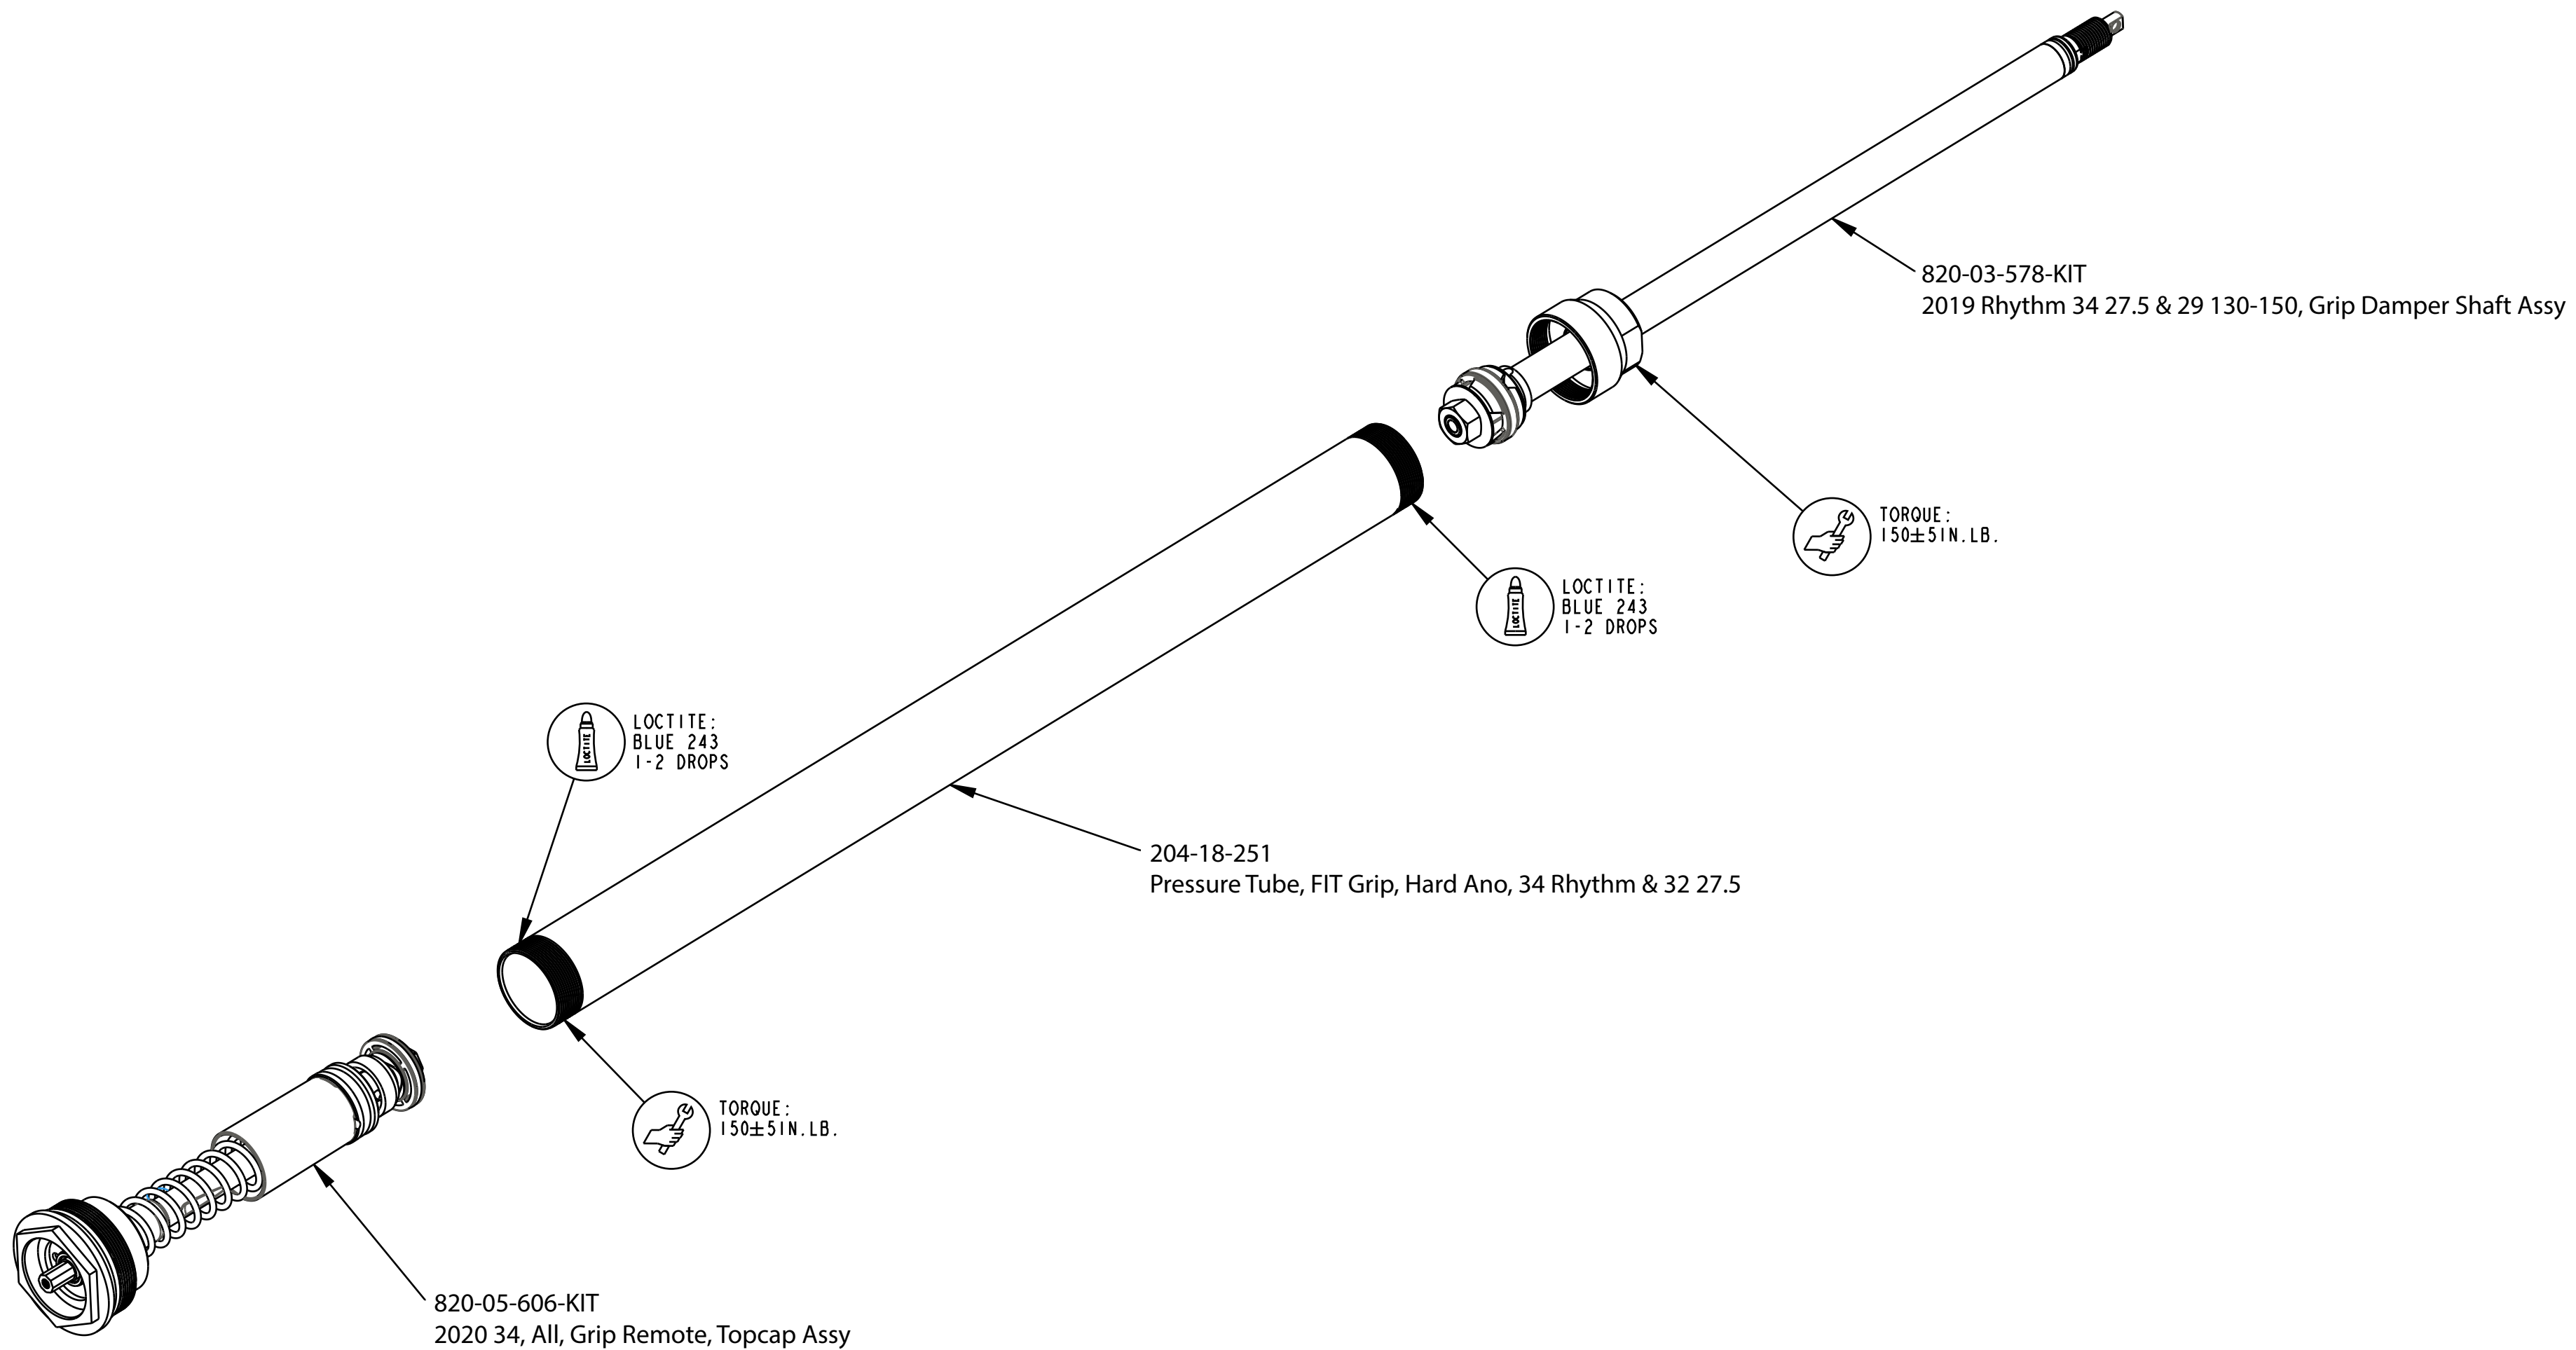 820-03-578-KIT
2019 Rhythm 34 27.5 & 29 130-150, Grip Damper Shaft Assy
TORQUE:
150±5IN.LB.
LOCTITE
LOCTITE:
BLUE 243
1-2 DROPS
LOCTITE
LOCTITE:
BLUE 243
1-2 DROPS
204-18-251
Pressure Tube, FIT Grip, Hard Ano, 34 Rhythm & 32 27.5
TORQUE:
150±5IN.LB.
820-05-606-KIT
2020 34, All, Grip Remote, Topcap Assy